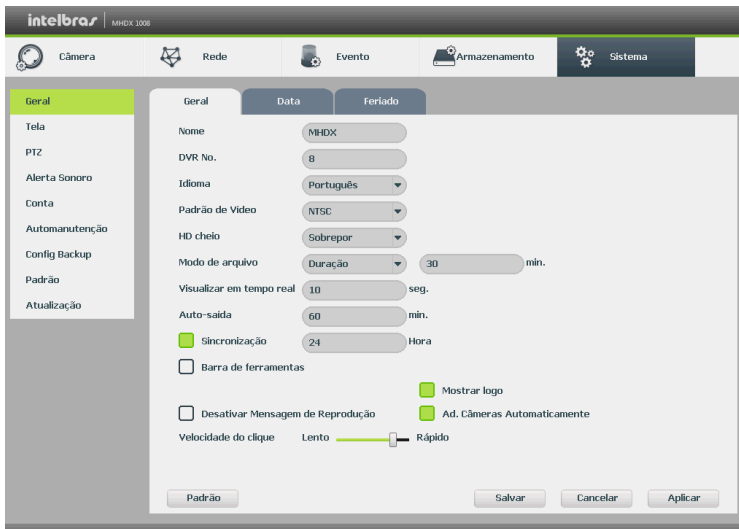 intelbras MHDX 1008
Câmera Rede Evento Armazenamento Sistema
Geral
Tela
PTZ
Alerta Sonoro
Conta
Automanutenção
Config Backup
Padrão
Atualização
Geral Data Feriado
Nome MHDX
DVR No. 8
Idioma Português
Padrão de Vídeo NTSC
HD cheio Sobrepor
Modo de arquivo Duração 30 min.
Visualizar em tempo real 10 seg.
Auto-saída 60 min.
Sincronização 24 Hora
Barra de ferramentas
Mostrar logo
Desativar Mensagem de Reprodução Ad. Câmeras Automaticamente
Velocidade do clique Lento Rápido
Padrão Salvar Cancelar Aplicar